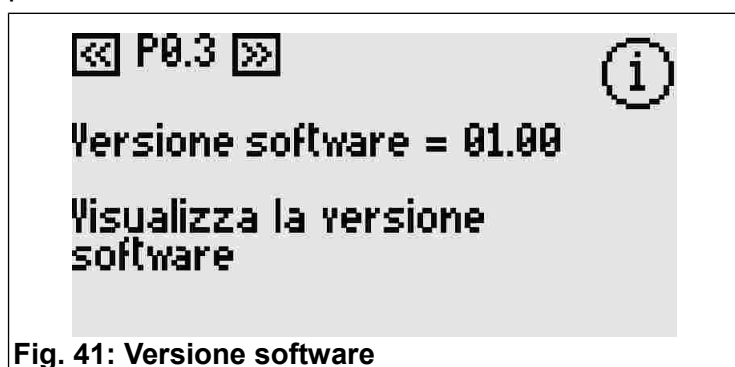 « P0.3 »
i
Versione software = 01.00
Visualizza la versione
software
Fig. 41: Versione software